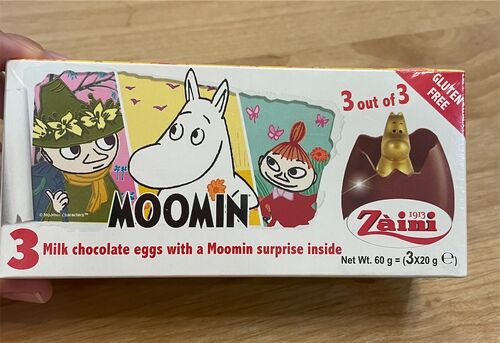 3 out of 3
GLUTEN
FREE
© Moomin Characters™
MOOMIN
1913
Zàini
3 Milk chocolate eggs with a Moomin surprise inside
Net Wt. 60 g = (3x20 g ℮)